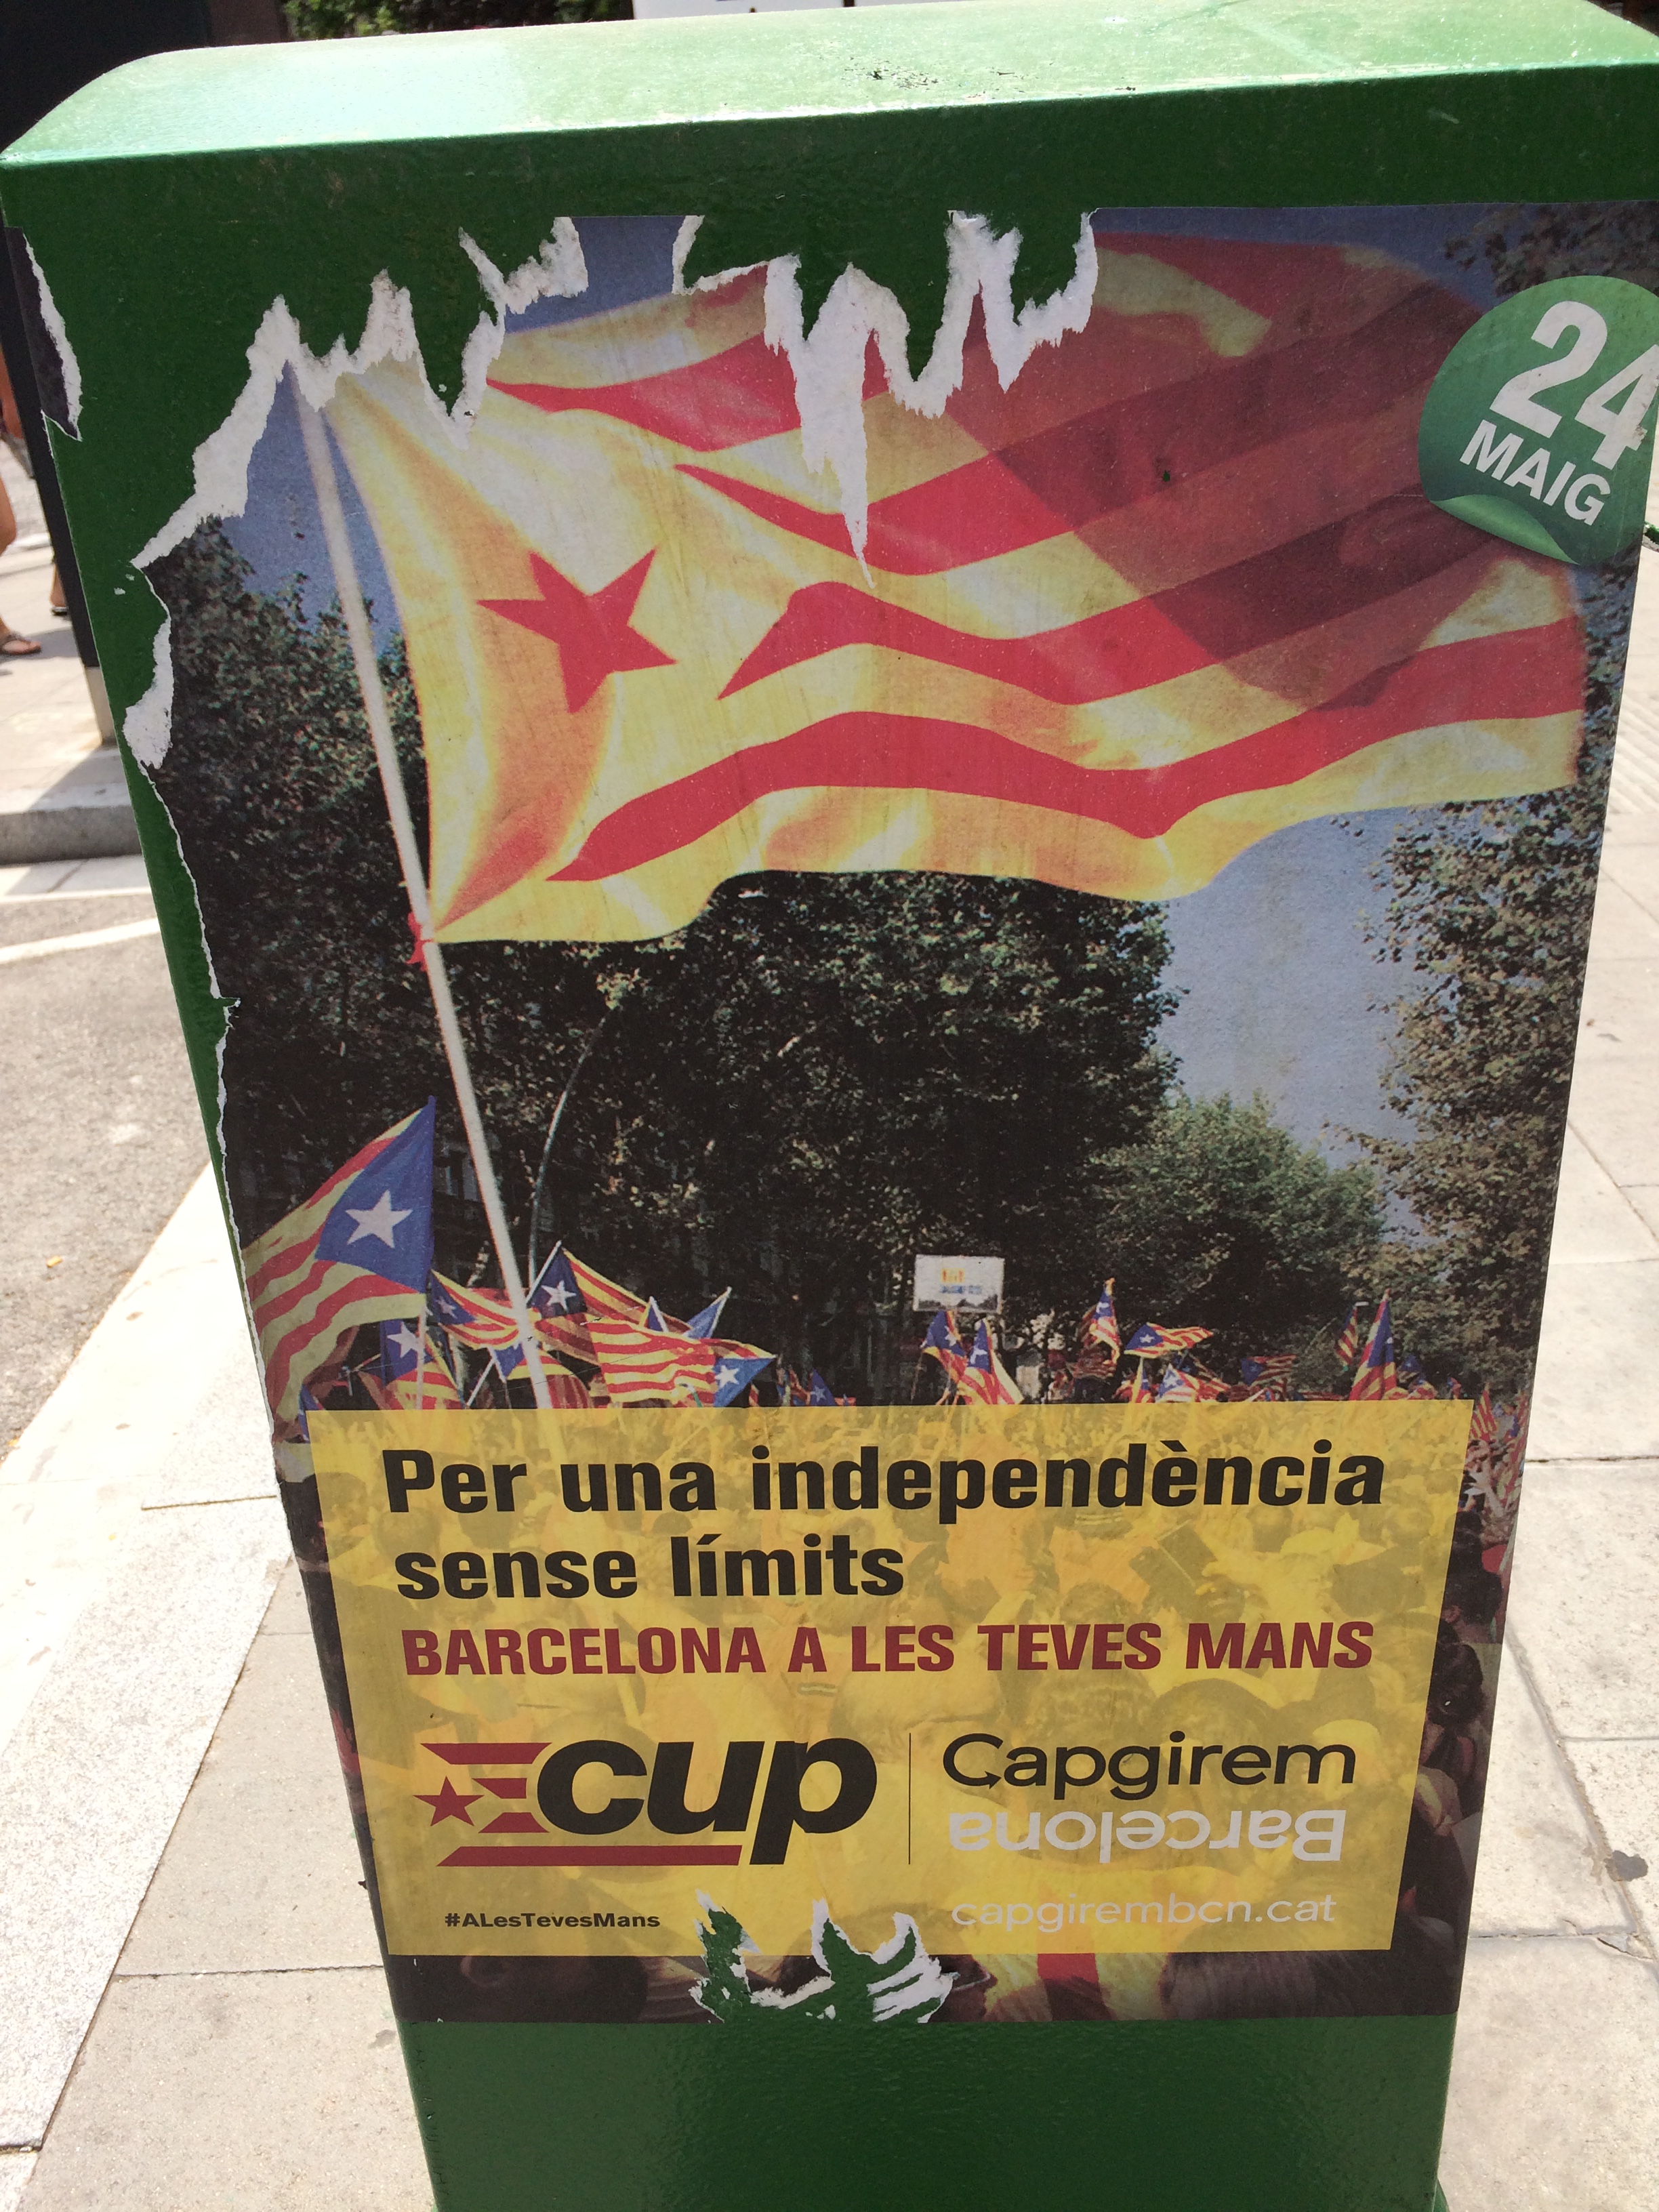 24
MAIG
Per una independència
sense límits
BARCELONA A LES TEVES MANS
cup
Capgirem
Barcelona
#ALesTevesMans
capgirembcn.cat